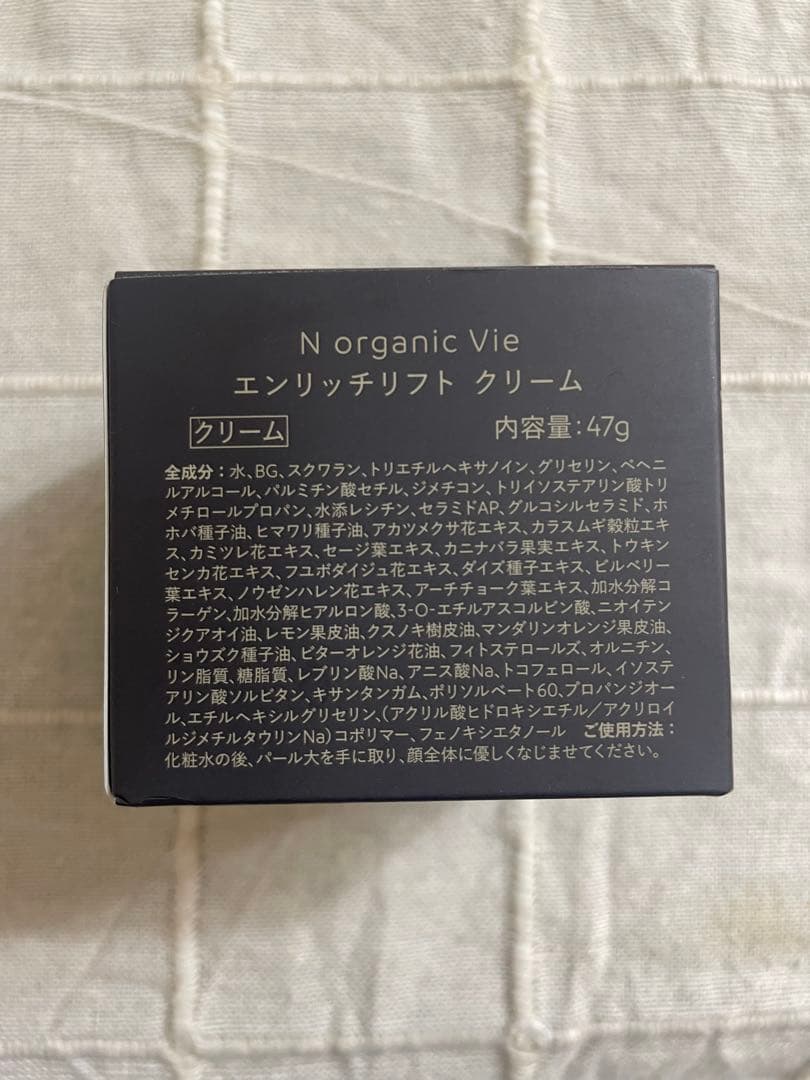 N organic Vie
エンリッチリフト クリーム
クリーム 内容量:47g
全成分:水、BG、スクワラン、トリエチルヘキサノイン、グリセリン、ベヘニ
ルアルコール、パルミチン酸セチル、ジメチコン、トリイソステアリン酸トリ
メチロールプロパン、水添レシチン、セラミドAP、グルコシルセラミド、ホ
ホバ種子油、ヒマワリ種子油、アカツメクサ花エキス、カラスムギ穀粒エキ
ス、カミツレ花エキス、セージ葉エキス、カニナバラ果実エキス、トウキン
センカ花エキス、フユボダイジュ花エキス、ダイズ種子エキス、ビルベリー
葉エキス、ノウゼンハレン花エキス、アーチチョーク葉エキス、加水分解コ
ラーゲン、加水分解ヒアルロン酸、3-O-エチルアスコルビン酸、ニオイテン
ジクアオイ油、レモン果皮油、クスノキ樹皮油、マンダリンオレンジ果皮油、
ショウズク種子油、ビターオレンジ花油、フィトステロールズ、オルニチン、
リン脂質、糖脂質、レブリン酸Na、アニス酸Na、トコフェロール、イソステ
アリン酸ソルビタン、キサンタンガム、ポリソルベート60、プロパンジオー
ル、エチルヘキシルグリセリン、(アクリル酸ヒドロキシエチル/アクリロイ
ルジメチルタウリンNa)コポリマー、フェノキシエタノール ご使用方法:
化粧水の後、パール大を手に取り、顔全体に優しくなじませてください。